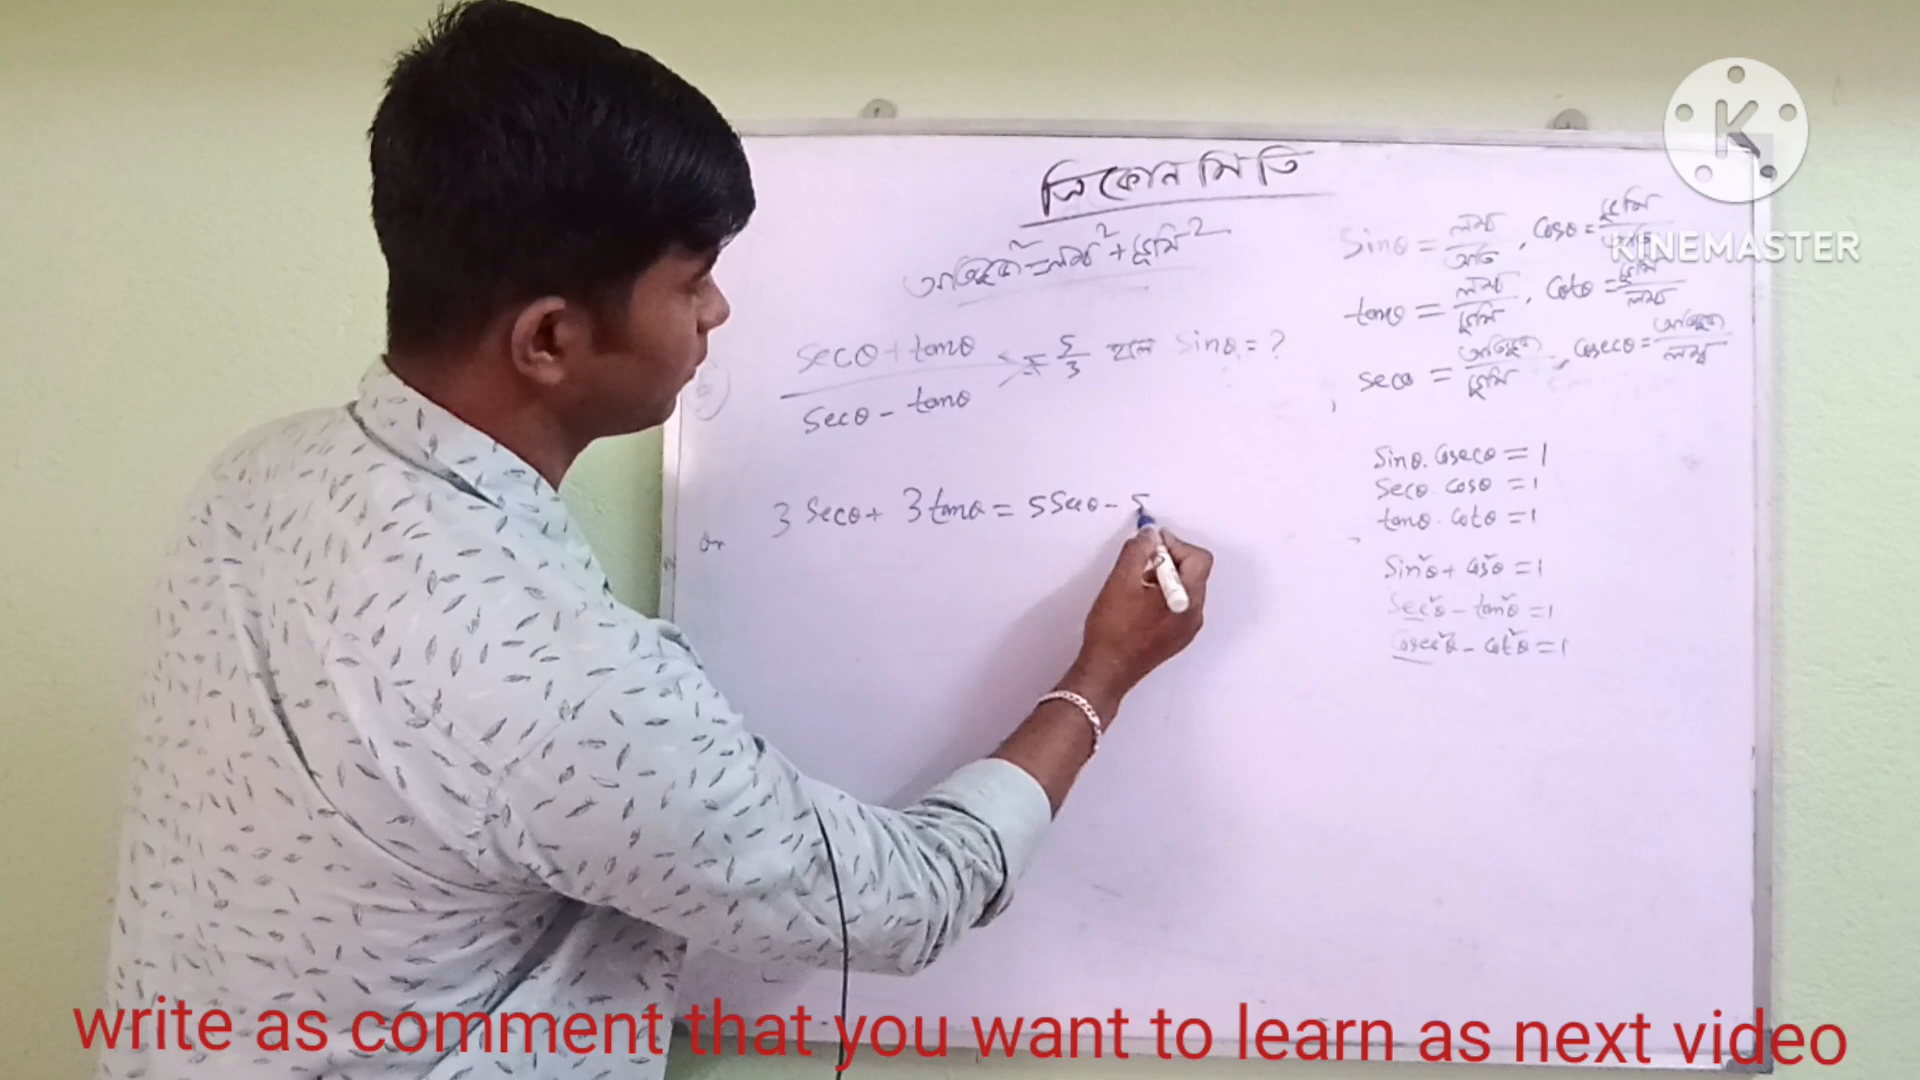 ত্রিকোনমিতি
অতিভূজ² = লম্ব² + ভূমি²
secθ + tanθ / secθ - tanθ = 5/3 হলে sinθ = ?
or 3 secθ + 3 tanθ = 5 secθ - 5
sinθ = লম্ব/অতি, cosθ = ভূমি/অতি
tanθ = লম্ব/ভূমি, cotθ = ভূমি/লম্ব
secθ = অতিভূজ/ভূমি, cosecθ = অতিভূজ/লম্ব
sinθ. cosecθ = 1
secθ. cosθ = 1
tanθ. cotθ = 1
sin²θ + cos²θ = 1
sec²θ - tan²θ = 1
cosec²θ - cot²θ = 1
K
KINEMASTER
write as comment that you want to learn as next video